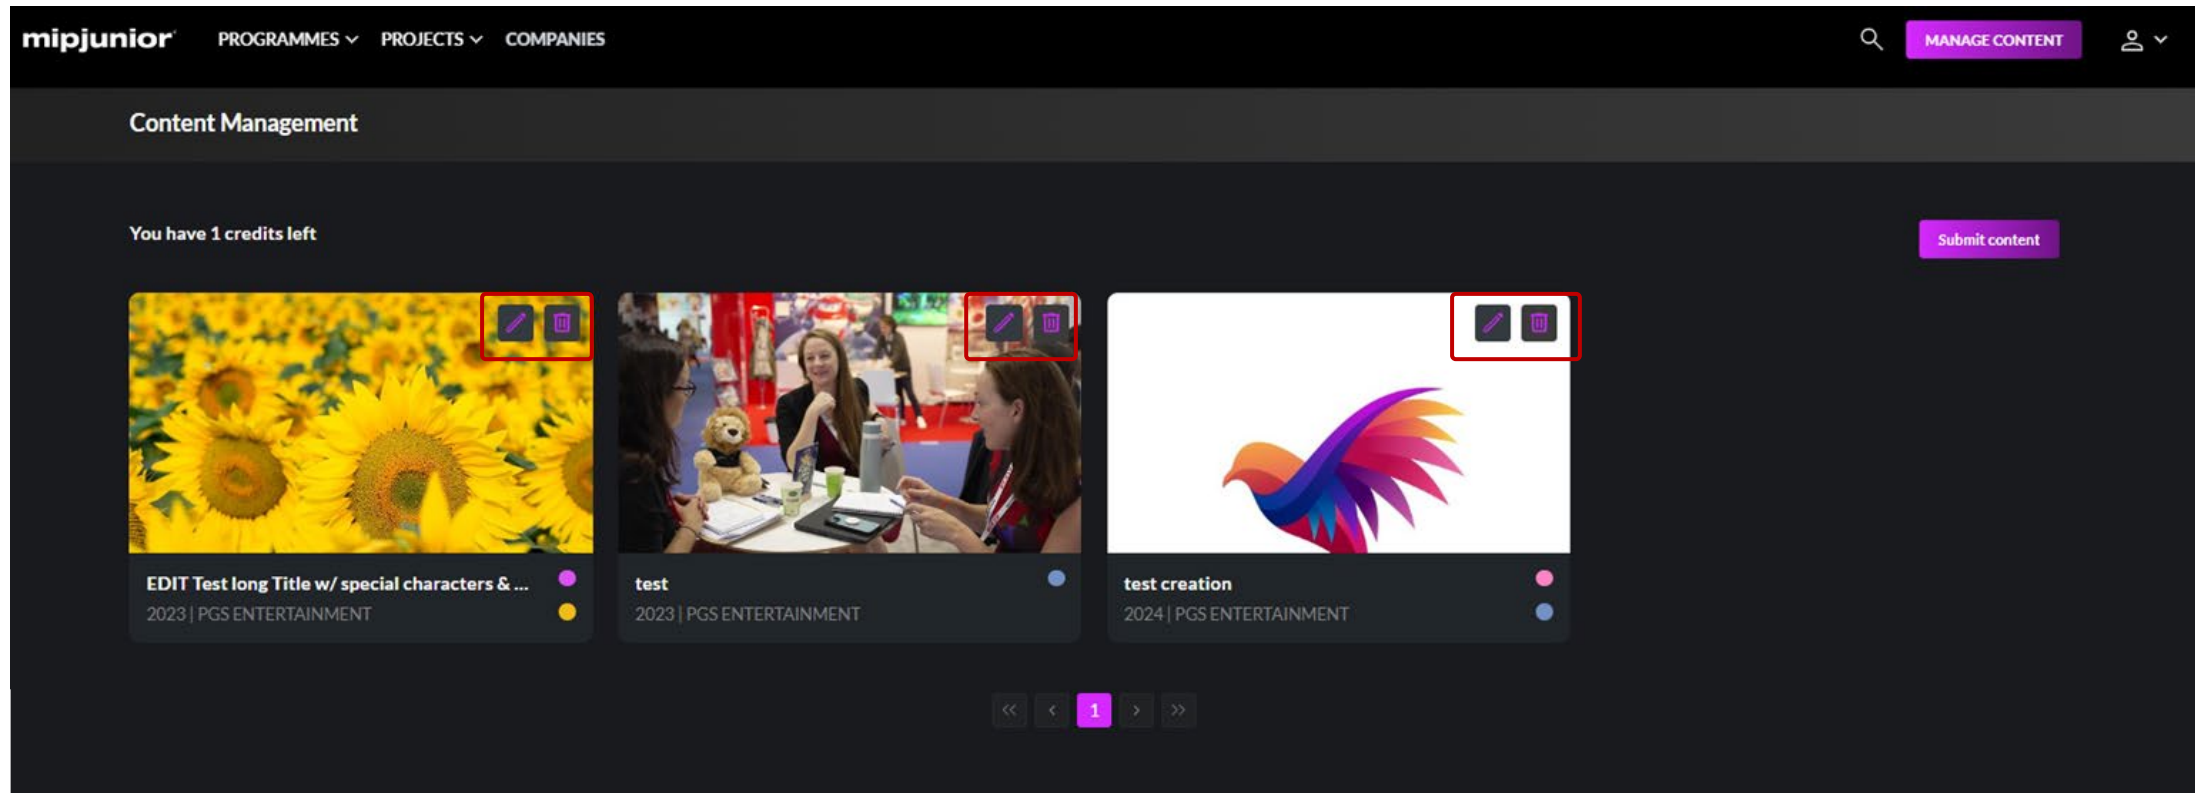 mipjunior PROGRAMMES PROJECTS COMPANIES MANAGE CONTENT
Content Management
You have 1 credits left
Submit content
EDIT Test long Title w/ special characters & ...
2023 | PGS ENTERTAINMENT
test
2023 | PGS ENTERTAINMENT
test creation
2024 | PGS ENTERTAINMENT
« ‹ 1 › »